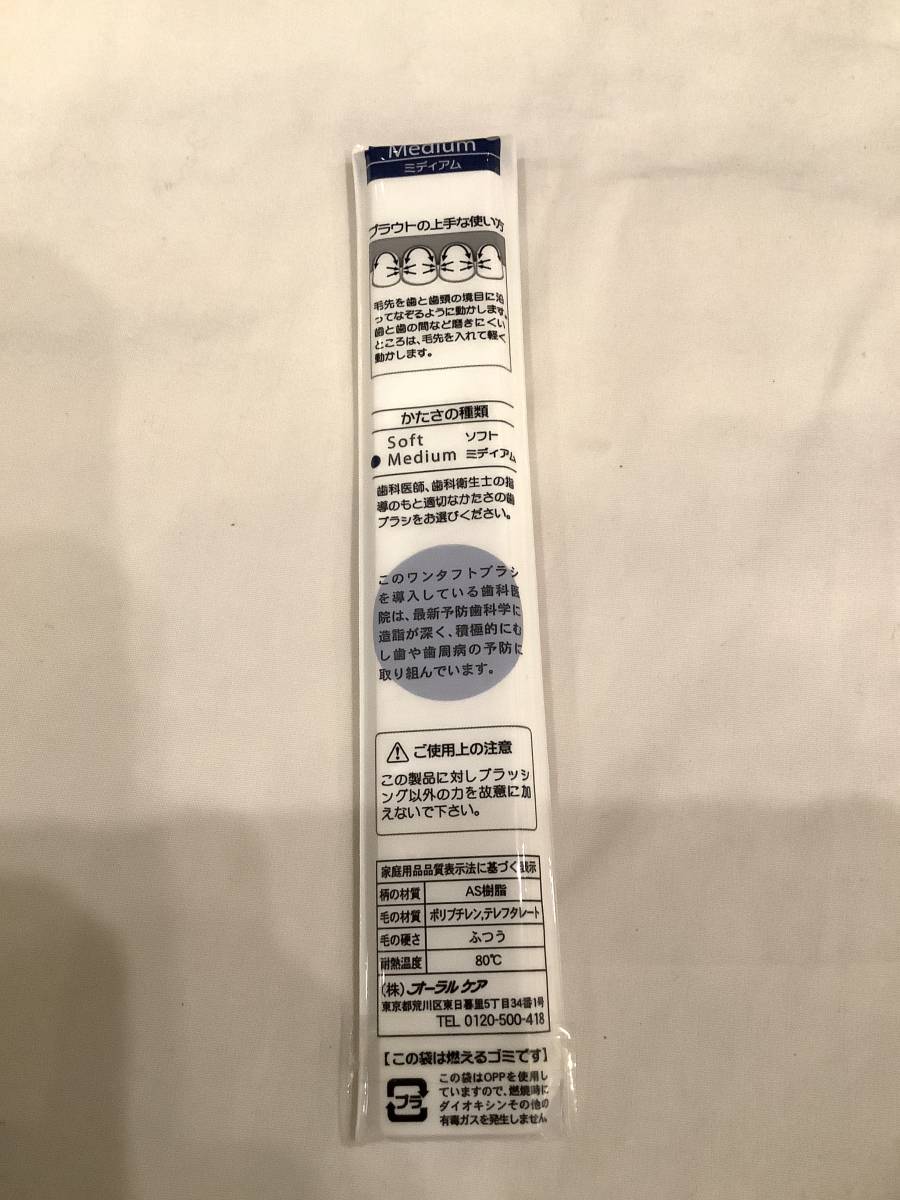 Medium
ミディアム
プラウトの上手な使い方
毛先を歯と歯頸の境目に沿
ってなぞるように動かします。
歯と歯の間など磨きにくい
ところは、毛先を入れて軽く
動かします。
かたさの種類
Soft ソフト
Medium ミディアム
歯科医師、歯科衛生士の指
導のもと適切なかたさの歯
ブラシをお選びください。
このワンタフトブラシ
を導入している歯科医
院は、最新予防歯科学に
造詣が深く、積極的にむ
し歯や歯周病の予防に
取り組んでいます。
ご使用上の注意
この製品に対しブラッシ
ング以外の力を故意に加
えないで下さい。
家庭用品品質表示法に基づく表示
柄の材質 AS樹脂
毛の材質 ポリブチレン,テレフタレート
毛の硬さ ふつう
耐熱温度 80℃
(株)オーラルケア
東京都荒川区東日暮里5丁目34番1号
TEL 0120-500-418
【この袋は燃えるゴミです】
プラ
この袋はOPPを使用し
ていますので、燃焼時に
ダイオキシンその他の
有毒ガスを発生しません